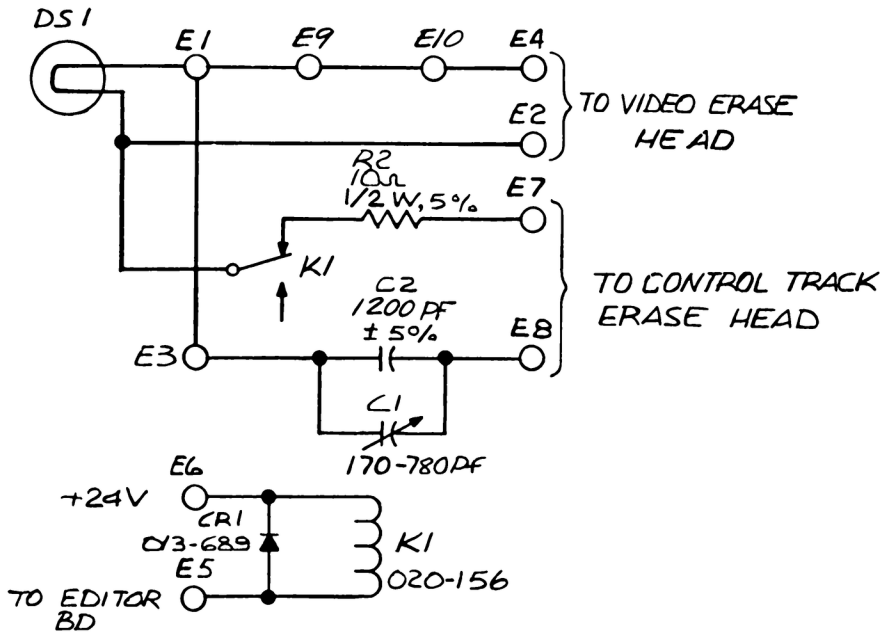 DS1
E1
E9
E10
E4
TO VIDEO ERASE
HEAD
E2
R2
10Ω
1/2 W, 5%
E7
K1
TO CONTROL TRACK
ERASE HEAD
C2
1200 PF
± 5%
E3
E8
C1
170-780PF
E6
+24V
CR1
013-689
K1
020-156
E5
TO EDITOR
BD